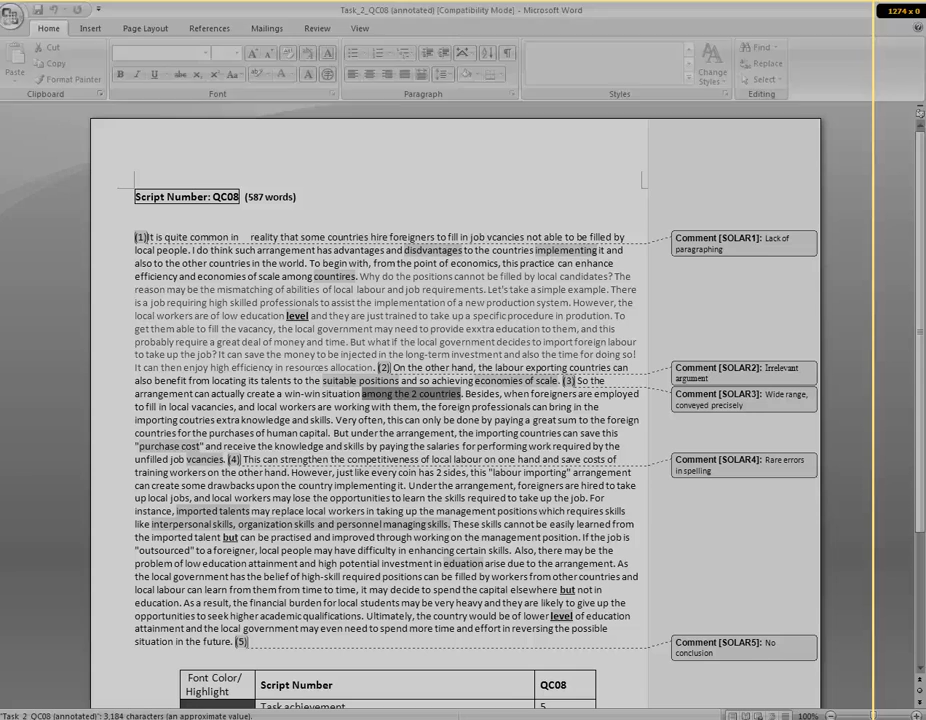 Task_2_QC08 (annotated) [Compatibility Mode] - Microsoft Word
1274 x 0
Home Insert Page Layout References Mailings Review View
Cut
Copy
Format Painter
Paste
Clipboard
Font
Paragraph
Styles
Change Styles
Find
Replace
Select
Editing
Script Number: QC08 (587 words)
(1)It is quite common in reality that some countries hire foreigners to fill in job vcancies not able to be filled by
local people. I do think such arrangement has advantages and disdvantages to the countries implementing it and
also to the other countries in the world. To begin with, from the point of economics, this practice can enhance
efficiency and economies of scale among countires. Why do the positions cannot be filled by local candidates? The
reason may be the mismatching of abilities of local labour and job requirements. Let's take a simple example. There
is a job requiring high skilled professionals to assist the implementation of a new production system. However, the
local workers are of low education level and they are just trained to take up a specific procedure in prodution. To
get them able to fill the vacancy, the local government may need to provide exxtra education to them, and this
probably require a great deal of money and time. But what if the local government decides to import foreign labour
to take up the job? It can save the money to be injected in the long-term investment and also the time for doing so!
It can then enjoy high efficiency in resources allocation. (2) On the other hand, the labour exporting countries can
also benefit from locating its talents to the suitable positions and so achieving economies of scale. (3) So the
arrangement can actually create a win-win situation among the 2 countries. Besides, when foreigners are employed
to fill in local vacancies, and local workers are working with them, the foreign professionals can bring in the
importing coutries extra knowledge and skills. Very often, this can only be done by paying a great sum to the foreign
countries for the purchases of human capital. But under the arrangement, the importing countries can save this
"purchase cost" and receive the knowledge and skills by paying the salaries for performing work required by the
unfilled job vcancies. (4) This can strengthen the competitiveness of local labour on one hand and save costs of
training workers on the other hand. However, just like every coin has 2 sides, this "labour importing" arrangement
can create some drawbacks upon the country implementing it. Under the arrangement, foreigners are hired to take
up local jobs, and local workers may lose the opportunities to learn the skills required to take up the job. For
instance, imported talents may replace local workers in taking up the management positions which requires skills
like interpersonal skills, organization skills and personnel managing skills. These skills cannot be easily learned from
the imported talent but can be practised and improved through working on the management position. If the job is
"outsourced" to a foreigner, local people may have difficulty in enhancing certain skills. Also, there may be the
problem of low education attainment and high potential investment in eduation arise due to the arrangement. As
the local government has the belief of high-skill required positions can be filled by workers from other countries and
local labour can learn from them from time to time, it may decide to spend the capital elsewhere but not in
education. As a result, the financial burden for local students may be very heavy and they are likely to give up the
opportunities to seek higher academic qualifications. Ultimately, the country would be of lower level of education
attainment and the local government may even need to spend more time and effort in reversing the possible
situation in the future. (5)
Comment [SOLAR1]: Lack of
paragraphing
Comment [SOLAR2]: Irrelevant
argument
Comment [SOLAR3]: Wide range,
conveyed precisely
Comment [SOLAR4]: Rare errors
in spelling
Comment [SOLAR5]: No
conclusion
Font Color/
Highlight
Script Number QC08
Task achievement 5
"Task_2_QC08 (annotated)": 3,184 characters (an approximate value).
100%